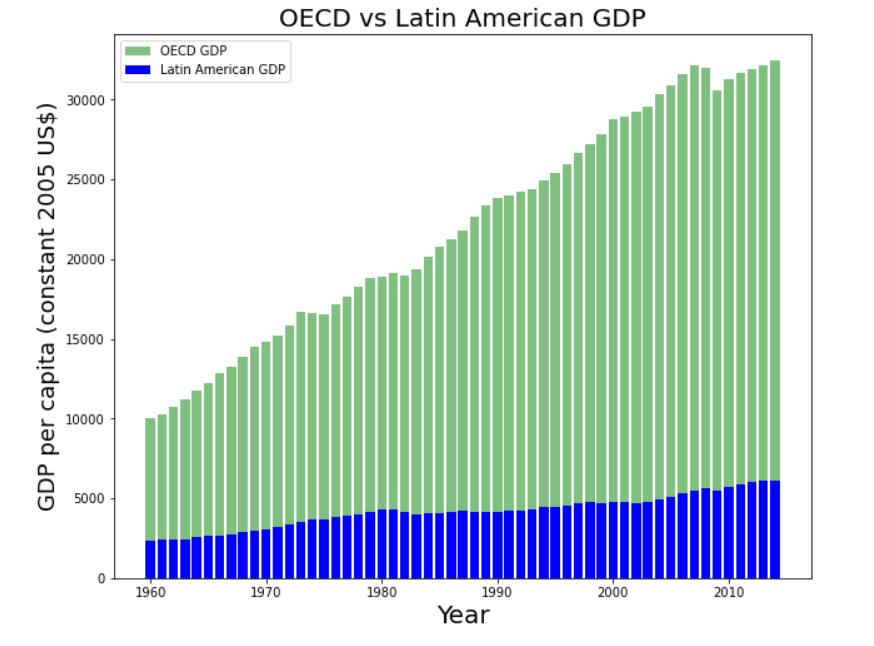 OECD vs Latin American GDP
OECD GDP
Latin American GDP
GDP per capita (constant 2005 US$)
30000
25000
20000
15000
10000
5000
0
1960 1970 1980 1990 2000 2010
Year